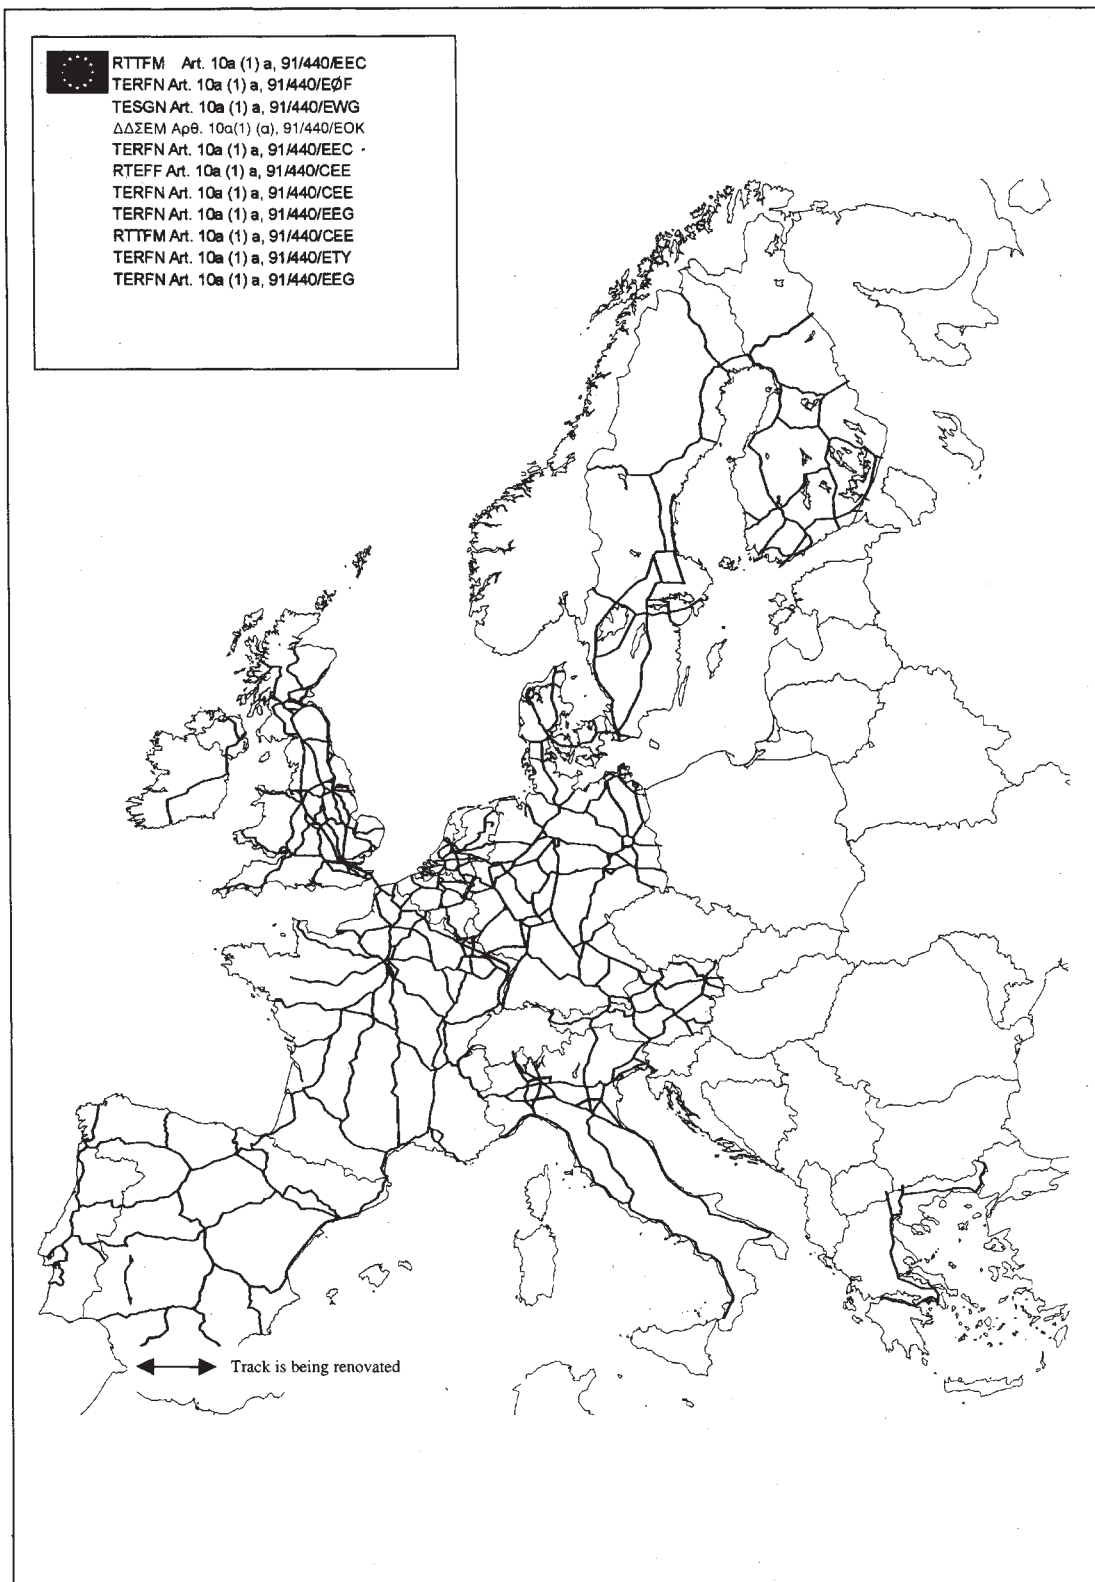 RTTFM Art. 10a (1) a, 91/440/EEC
TERFN Art. 10a (1) a, 91/440/EØF
TESGN Art. 10a (1) a, 91/440/EWG
ΔΔΣΕΜ Αρθ. 10α(1) (α), 91/440/ΕΟΚ
TERFN Art. 10a (1) a, 91/440/EEC
RTEFF Art. 10a (1) a, 91/440/CEE
TERFN Art. 10a (1) a, 91/440/CEE
TERFN Art. 10a (1) a, 91/440/EEG
RTTFM Art. 10a (1) a, 91/440/CEE
TERFN Art. 10a (1) a, 91/440/ETY
TERFN Art. 10a (1) a, 91/440/EEG
Track is being renovated